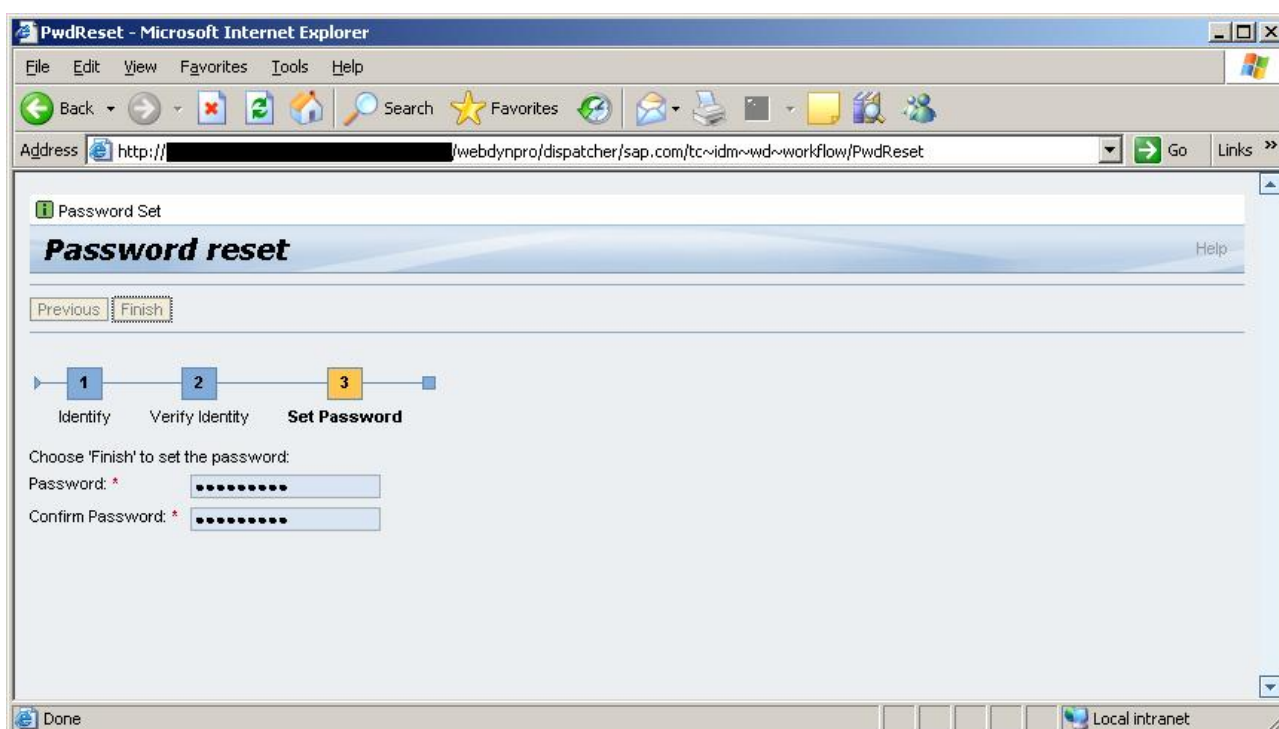 PwdReset - Microsoft Internet Explorer
File Edit View Favorites Tools Help
Back Search Favorites
Address http:// /webdynpro/dispatcher/sap.com/tc~idm~wd~workflow/PwdReset Go Links »
Password Set
Password reset Help
Previous Finish
1 2 3
Identify Verify Identity Set Password
Choose 'Finish' to set the password:
Password: * •••••••••
Confirm Password: * •••••••••
Done Local intranet